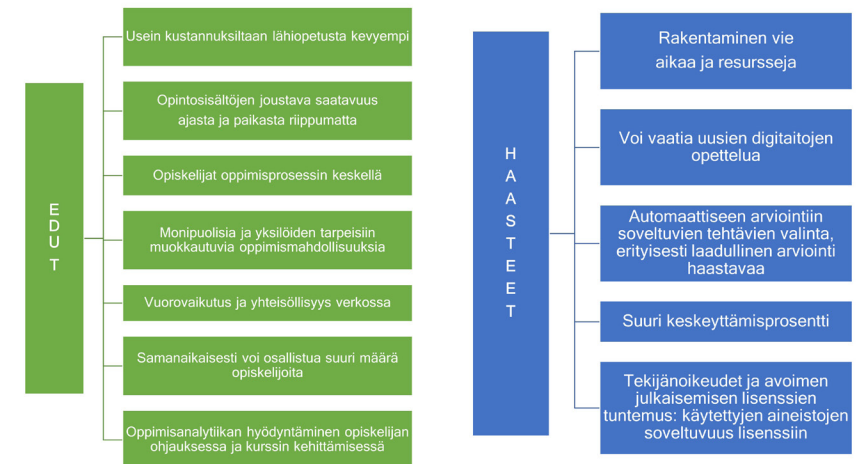 EDUT
Usein kustannuksiltaan lähiopetusta kevyempi
Opintosisältöjen joustava saatavuus
ajasta ja paikasta riippumatta
Opiskelijat oppimisprosessin keskellä
Monipuolisia ja yksilöiden tarpeisiin
muokkautuvia oppimismahdollisuuksia
Vuorovaikutus ja yhteisöllisyys verkossa
Samanaikaisesti voi osallistua suuri määrä
opiskelijoita
Oppimisanalytiikan hyödyntäminen opiskelijan
ohjauksessa ja kurssin kehittämisessä
HAASTEET
Rakentaminen vie
aikaa ja resursseja
Voi vaatia uusien digitaitojen
opettelua
Automaattiseen arviointiin
soveltuvien tehtävien valinta,
erityisesti laadullinen arviointi
haastavaa
Suuri keskeyttämisprosentti
Tekijänoikeudet ja avoimen
julkaisemisen lisenssien
tuntemus: käytettyjen aineistojen
soveltuvuus lisenssiin